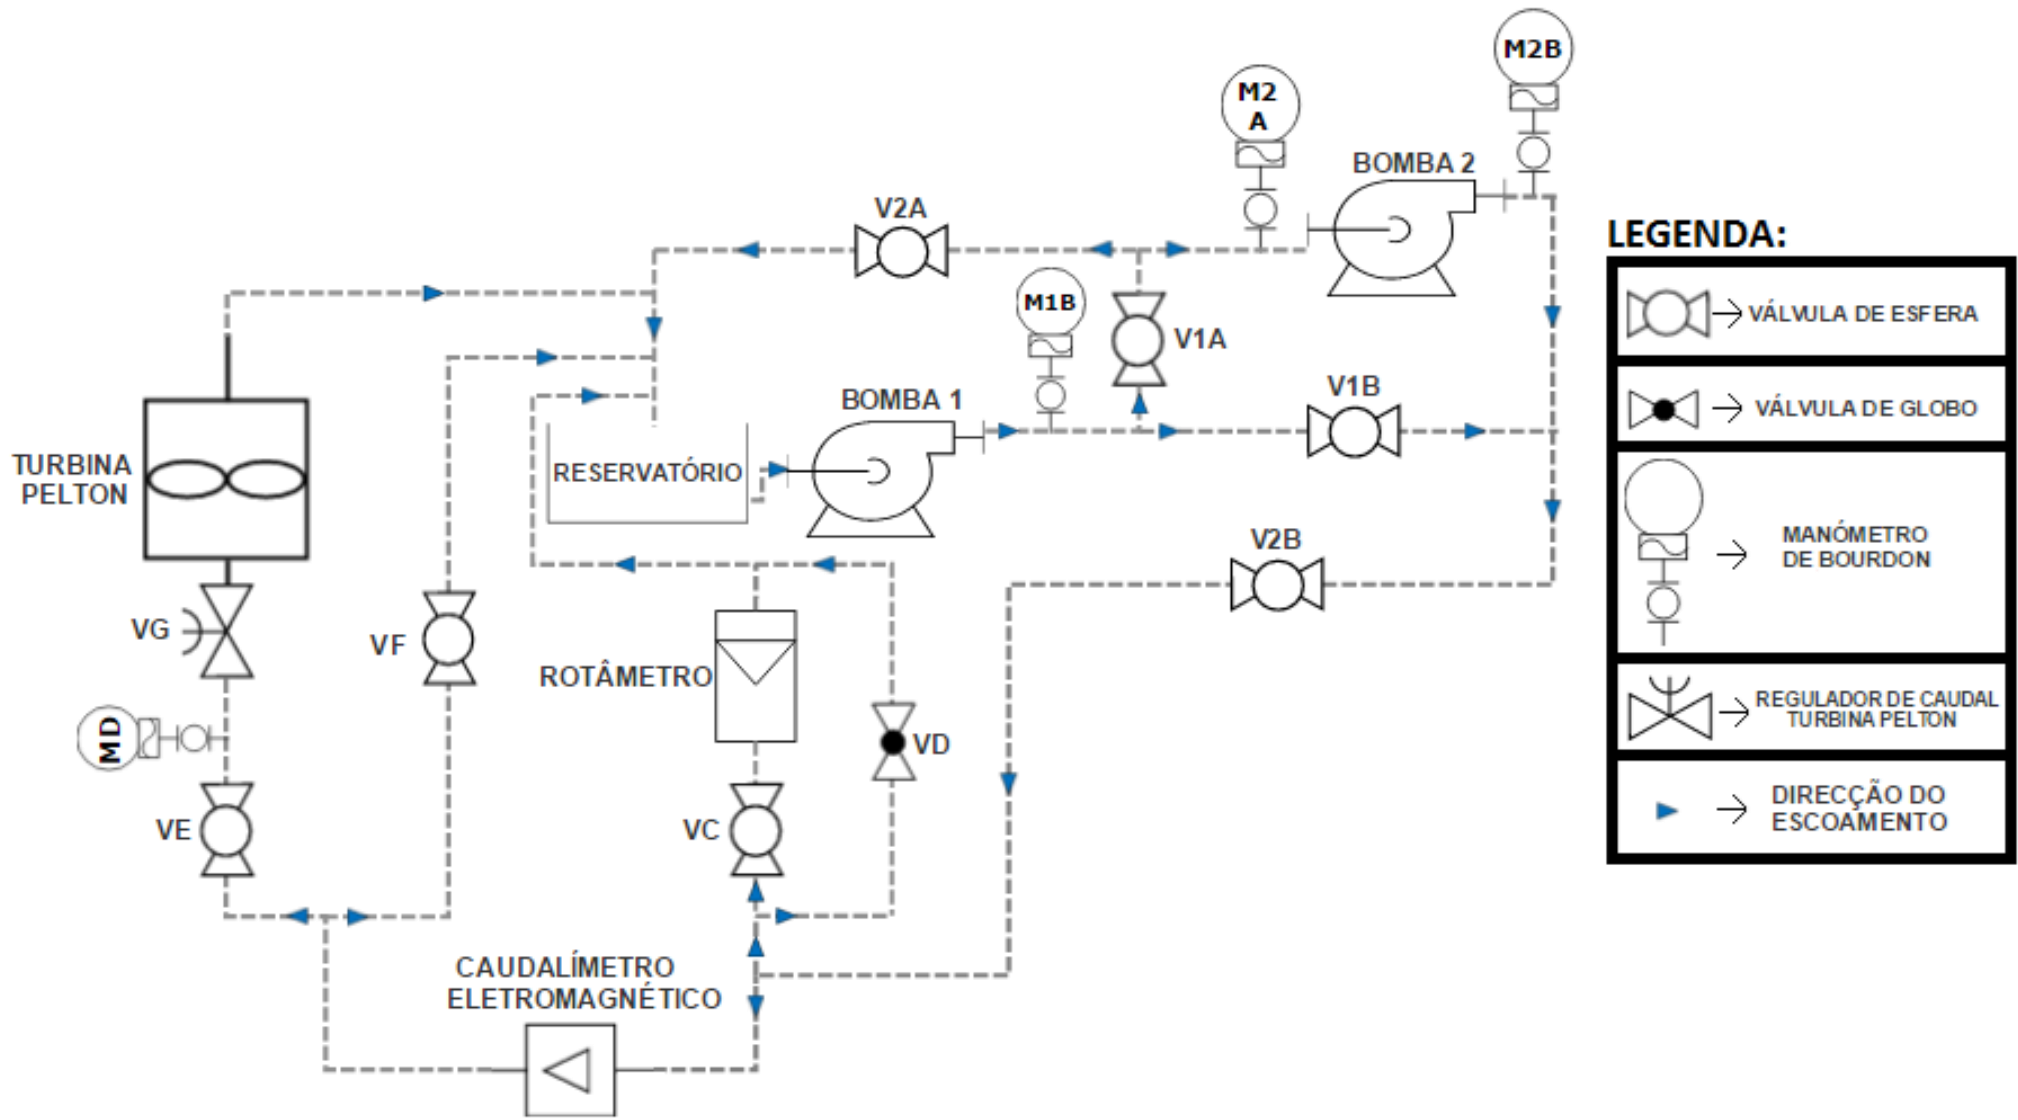 M2B
M2
A
BOMBA 2
V2A
LEGENDA:
M1B
VÁLVULA DE ESFERA
V1A
V1B
BOMBA 1
VÁLVULA DE GLOBO
TURBINA
PELTON
RESERVATÓRIO
V2B
MANÓMETRO
DE BOURDON
VG
VF
ROTÂMETRO
REGULADOR DE CAUDAL
TURBINA PELTON
MD
VD
VE
VC
DIRECÇÃO DO
ESCOAMENTO
CAUDALÍMETRO
ELETROMAGNÉTICO